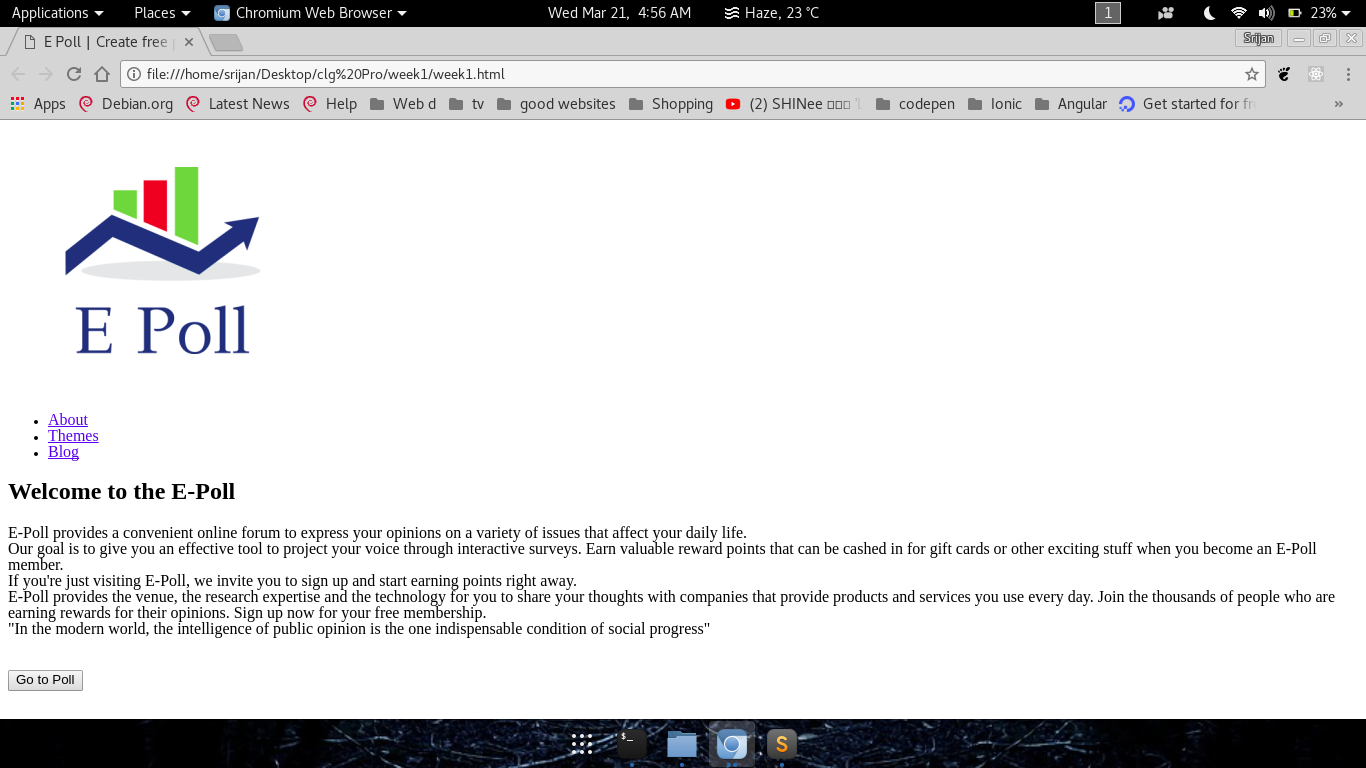 Applications Places Chromium Web Browser Wed Mar 21, 4:56 AM Haze, 23 °C 1 23%
E Poll | Create free Srijan
file:///home/srijan/Desktop/clg%20Pro/week1/week1.html
Apps Debian.org Latest News Help Web d tv good websites Shopping (2) SHINee codepen Ionic Angular Get started for »
E Poll
• About
• Themes
• Blog
Welcome to the E-Poll
E-Poll provides a convenient online forum to express your opinions on a variety of issues that affect your daily life.
Our goal is to give you an effective tool to project your voice through interactive surveys. Earn valuable reward points that can be cashed in for gift cards or other exciting stuff when you become an E-Poll
member.
If you're just visiting E-Poll, we invite you to sign up and start earning points right away.
E-Poll provides the venue, the research expertise and the technology for you to share your thoughts with companies that provide products and services you use every day. Join the thousands of people who are
earning rewards for their opinions. Sign up now for your free membership.
"In the modern world, the intelligence of public opinion is the one indispensable condition of social progress"
Go to Poll
$_
S